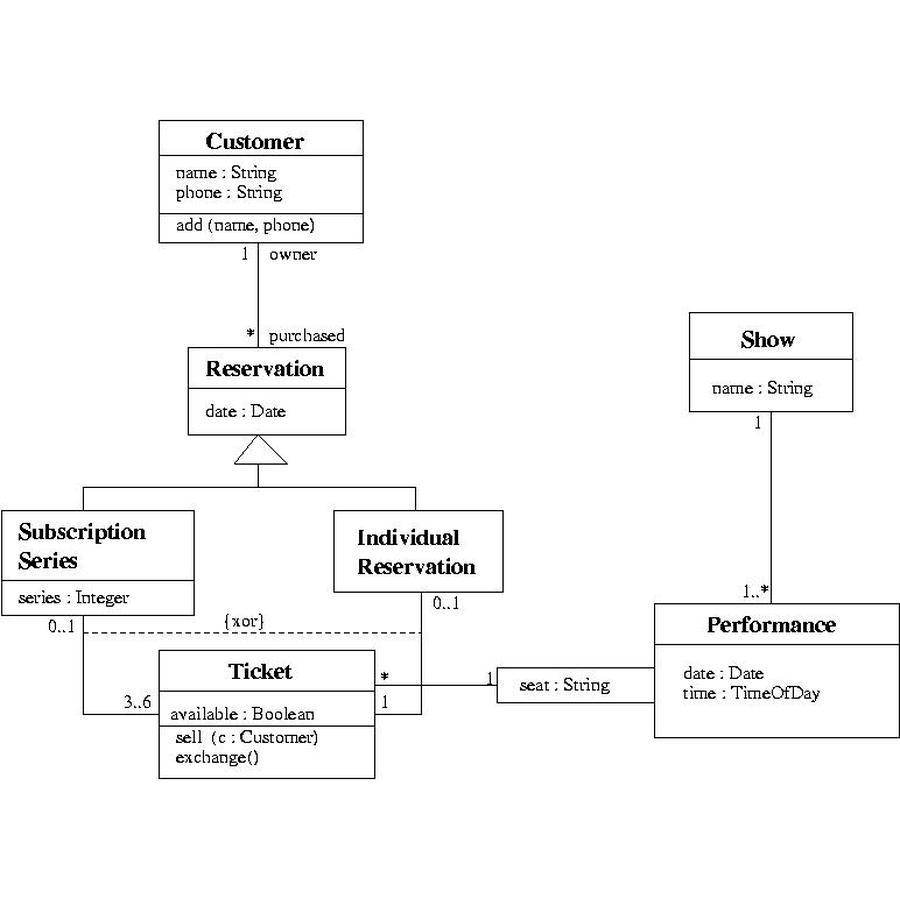 Customer
name : String
phone : String
add (name, phone)
1 owner
* purchased
Reservation
date : Date
Show
name : String
1
Subscription
Series
series : Integer
0..1
Individual
Reservation
0..1
{xor}
1..*
Performance
date : Date
time : TimeOfDay
Ticket
available : Boolean
sell (c : Customer)
exchange()
3..6
*
1
1
seat : String